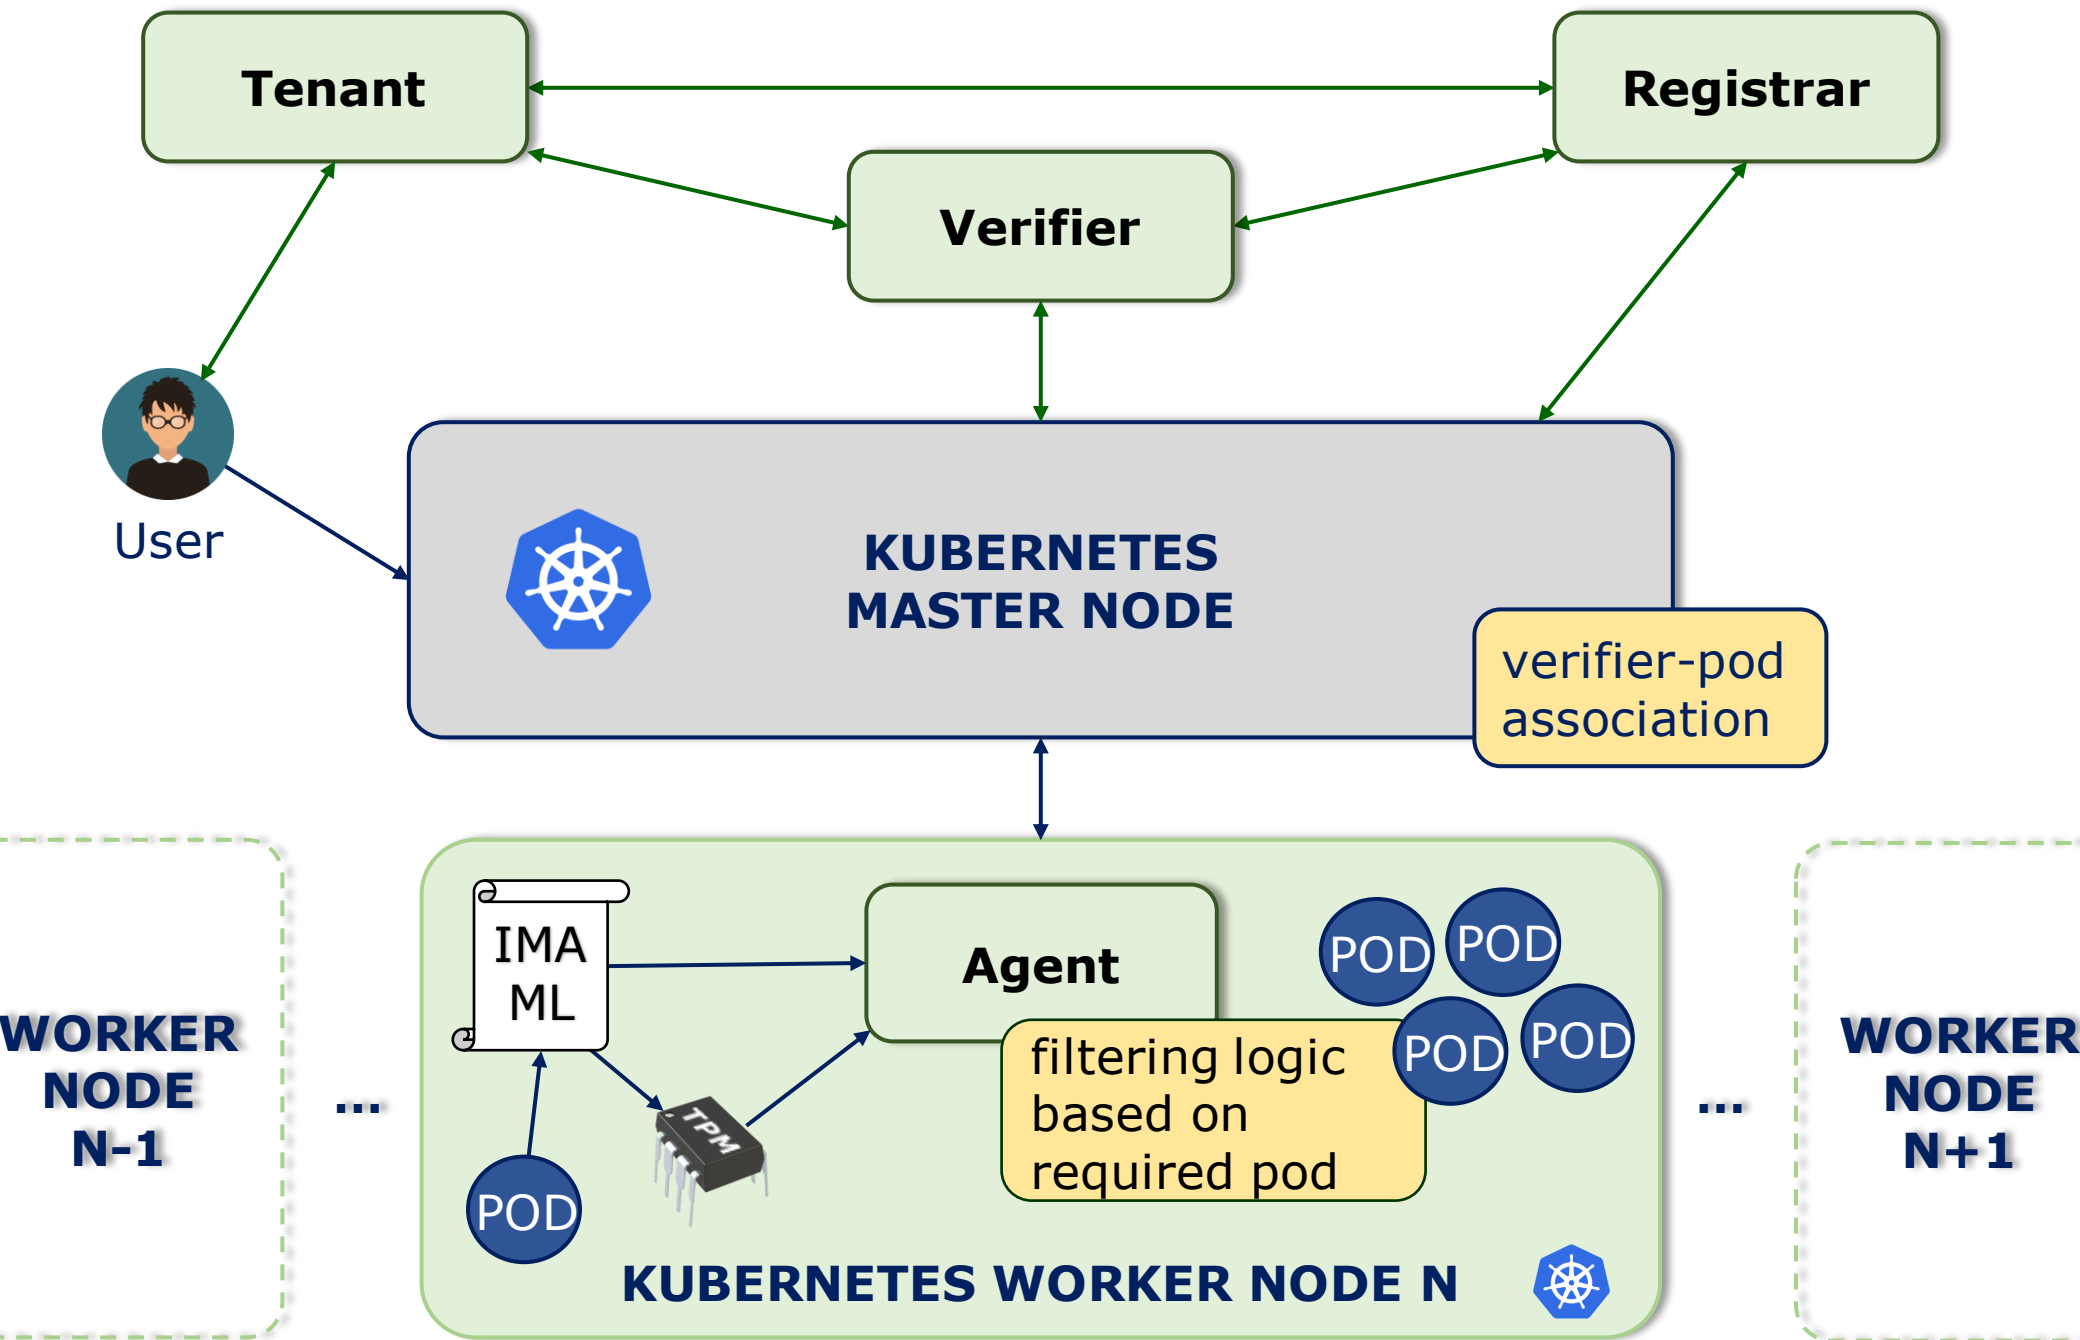 Tenant
Registrar
Verifier
User
KUBERNETES
MASTER NODE
verifier-pod
association
IMA
ML
Agent
POD
POD
POD
POD
filtering logic
based on
required pod
TPM
POD
KUBERNETES WORKER NODE N
WORKER
NODE
N-1
...
...
WORKER
NODE
N+1